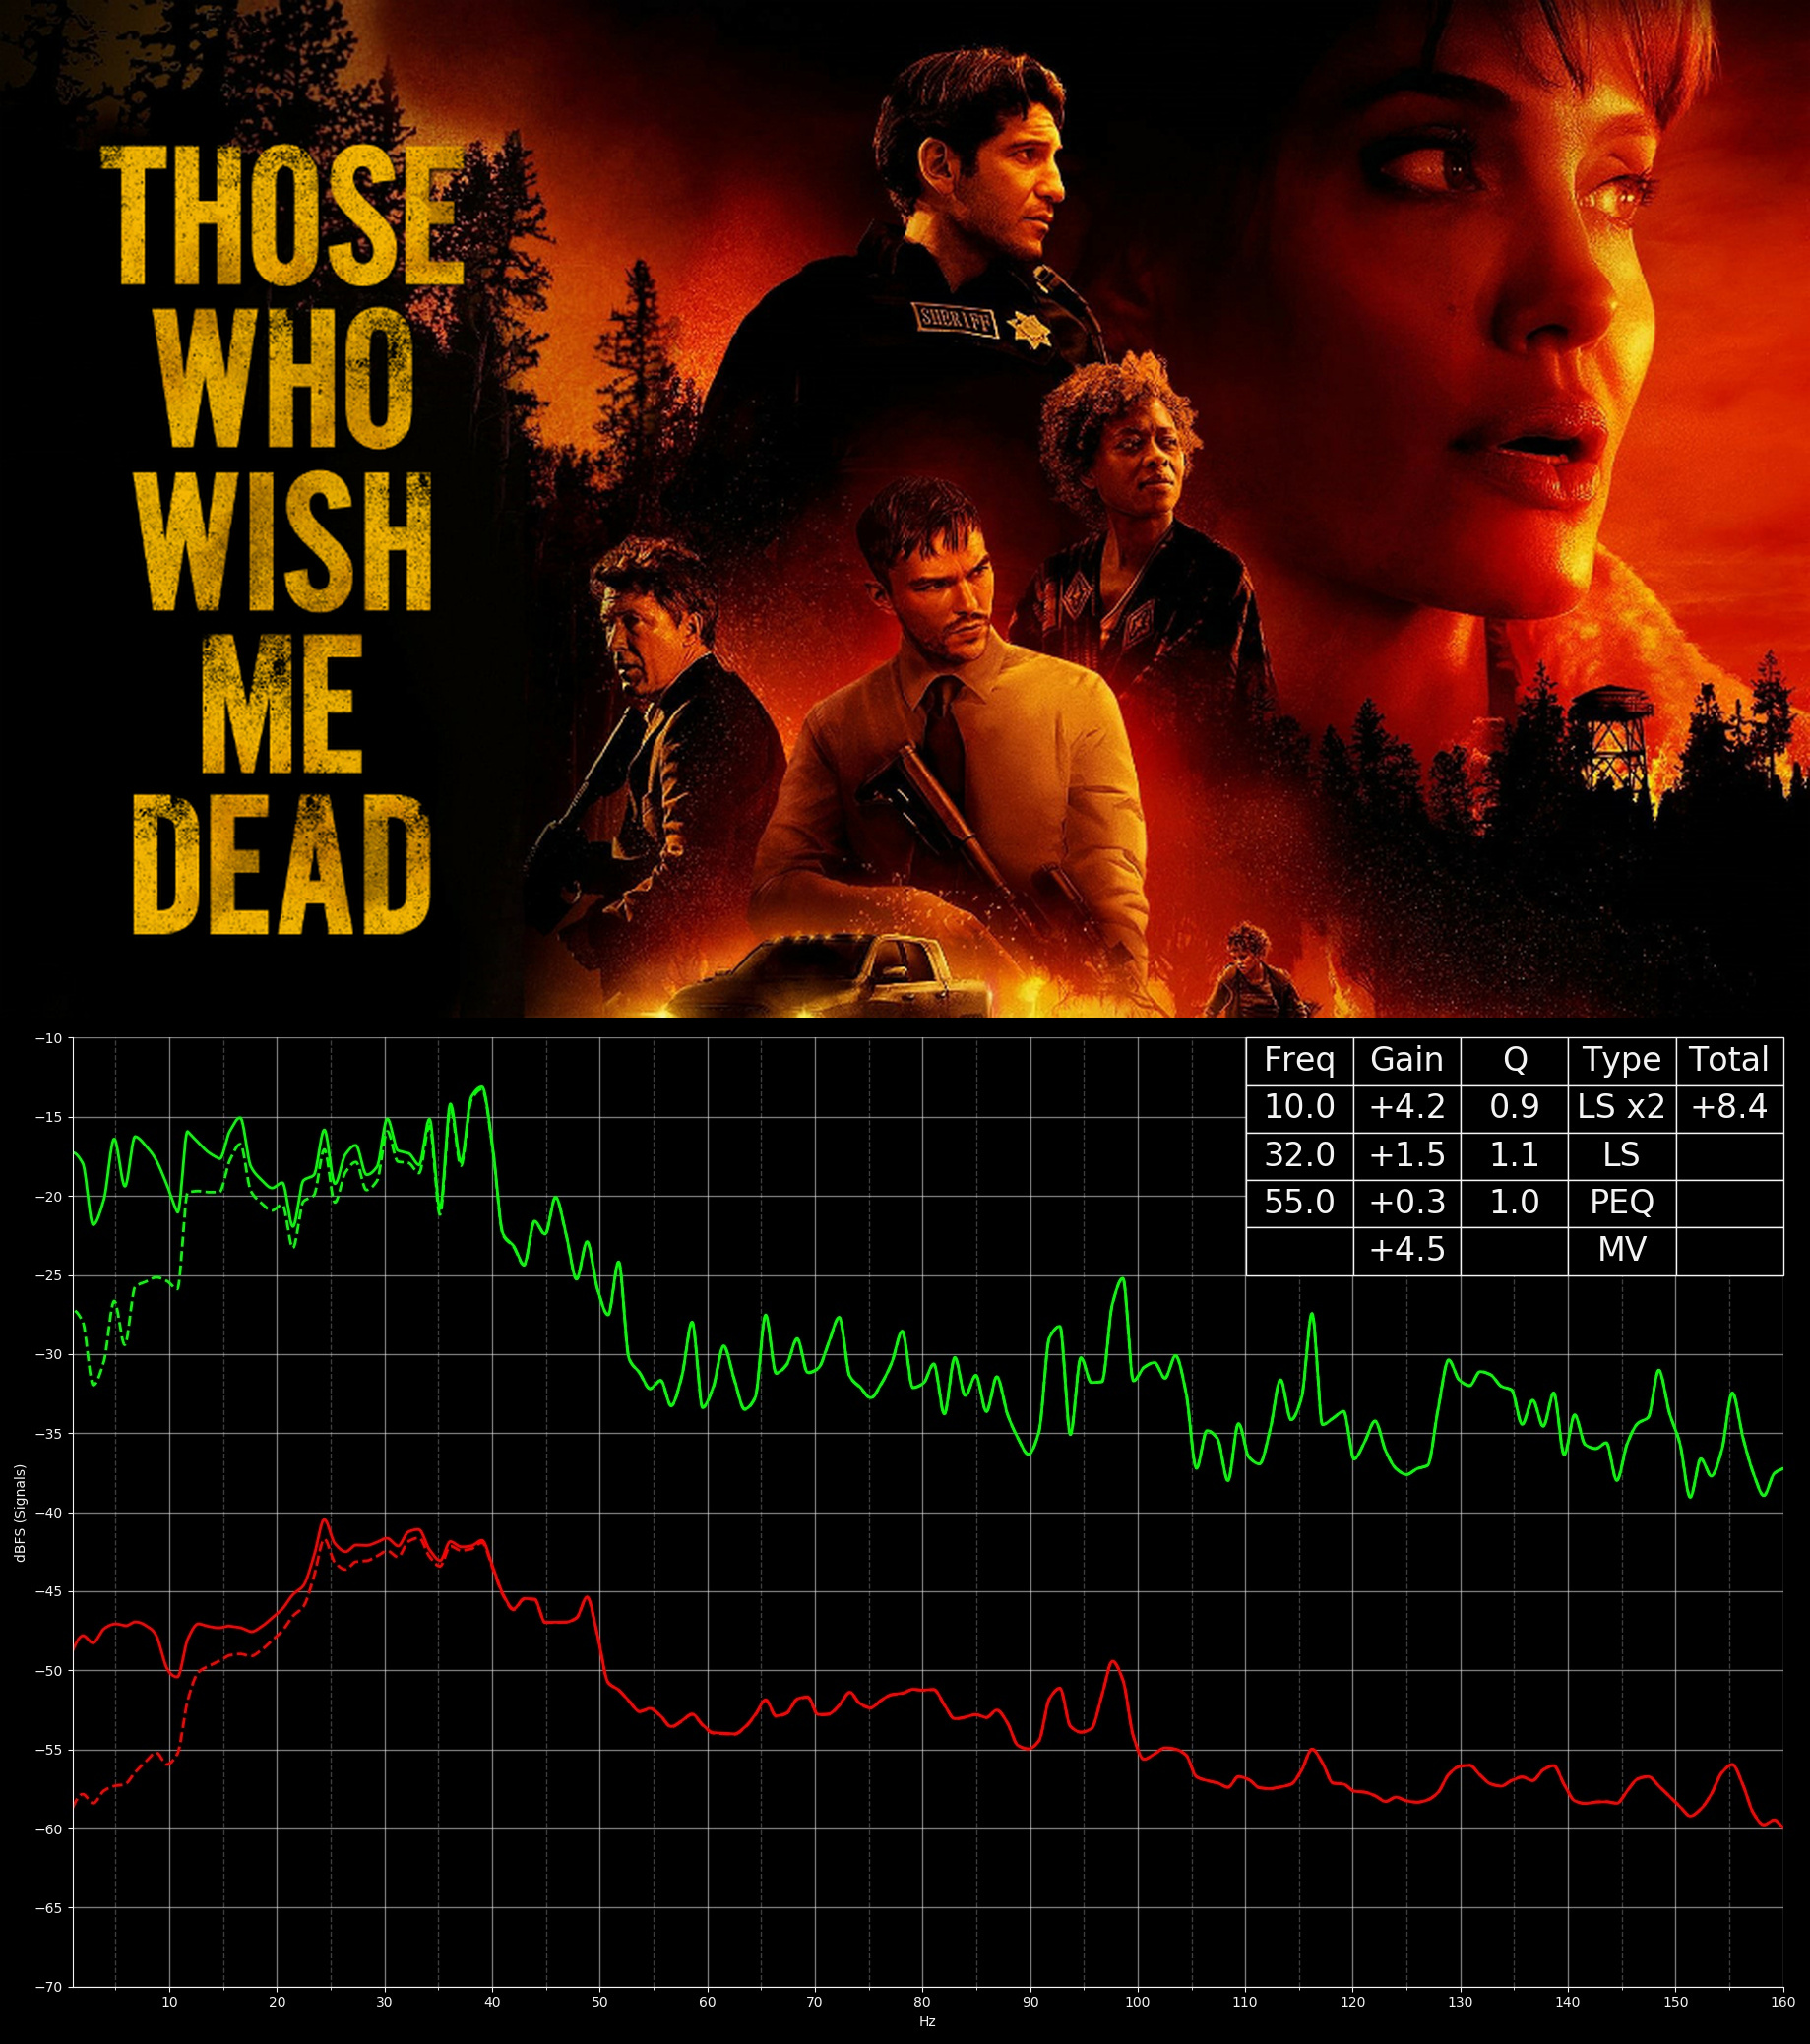 THOSE
WHO
WISH
ME
DEAD
SHERIFF
Freq Gain Q Type Total
10.0 +4.2 0.9 LS x2 +8.4
32.0 +1.5 1.1 LS
55.0 +0.3 1.0 PEQ
+4.5 MV
−10
−15
−20
−25
−30
−35
−40
−45
−50
−55
−60
−65
−70
dBFS (Signals)
10 20 30 40 50 60 70 80 90 100 110 120 130 140 150 160
Hz